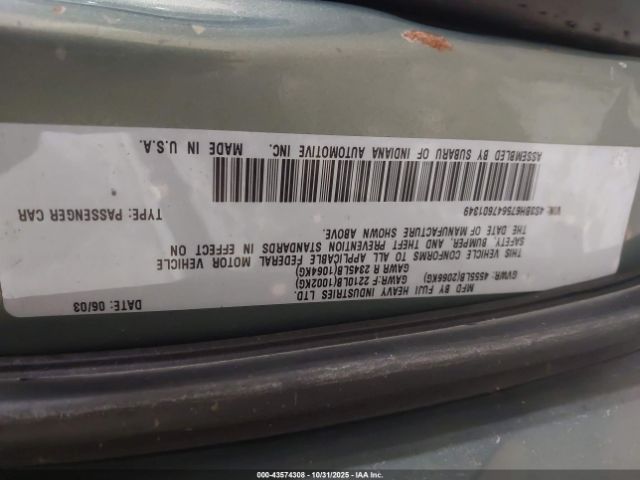 MFD BY FUJI HEAVY INDUSTRIES LTD. DATE 06/03
GVWR: 4555LB(2066KG)
GAWR:F 2210LB(1002KG)
GAWR R 2345LB(1064KG)
THIS VEHICLE CONFORMS TO ALL APPLICABLE FEDERAL MOTOR VEHICLE
SAFETY, BUMPER, AND THEFT PREVENTION STANDARDS IN EFFECT ON
THE DATE OF MANUFACTURE SHOWN ABOVE.
VIN: 4S3BH675647601349 TYPE: PASSENGER CAR
ASSEMBLED BY SUBARU OF INDIANA AUTOMOTIVE INC. MADE IN U.S.A.
000-43574308 | 10/31/2025 | IAAI.COM